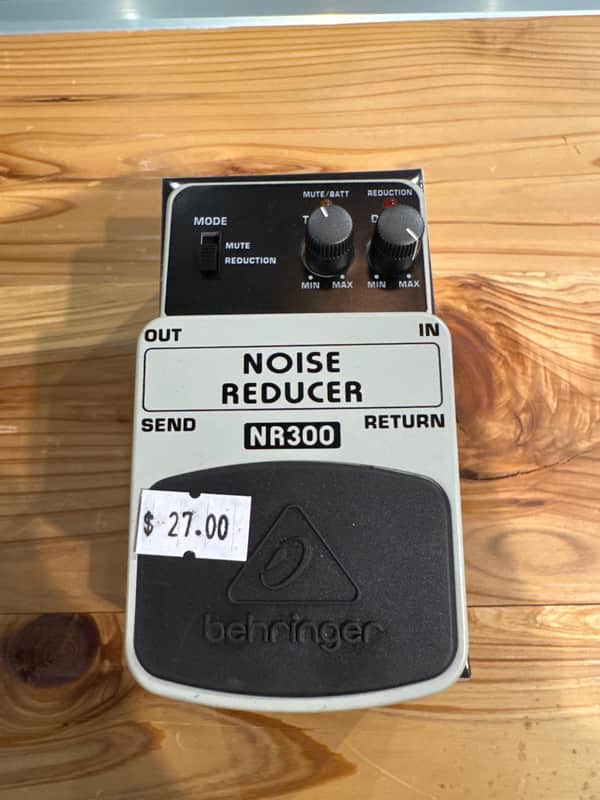 MUTE/BATT REDUCTION
MODE
MUTE
REDUCTION
MIN MAX MIN MAX
OUT IN
NOISE
REDUCER
SEND RETURN
NR300
$ 27.00
behringer